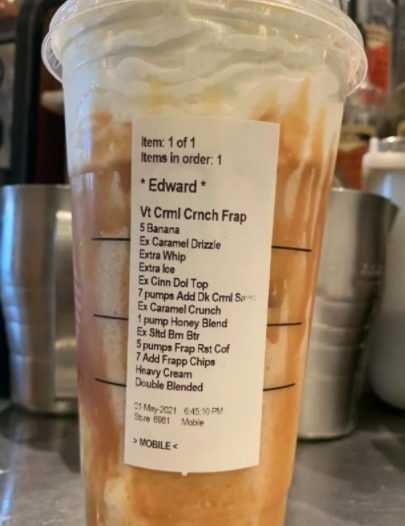 Item: 1 of 1
Items in order: 1
* Edward *
Vt Crml Crnch Frap
5 Banana
Ex Caramel Drizzle
Extra Whip
Extra Ice
Ex Cinn Dol Top
7 pumps Add Dk Crml Sauc
Ex Caramel Crunch
1 pump Honey Blend
Ex Sltd Brn Btr
5 pumps Frap Rst Cof
7 Add Frapp Chips
Heavy Cream
Double Blended
01-May-2021 6:45:10 PM
Store 6961 Mobile
> MOBILE <